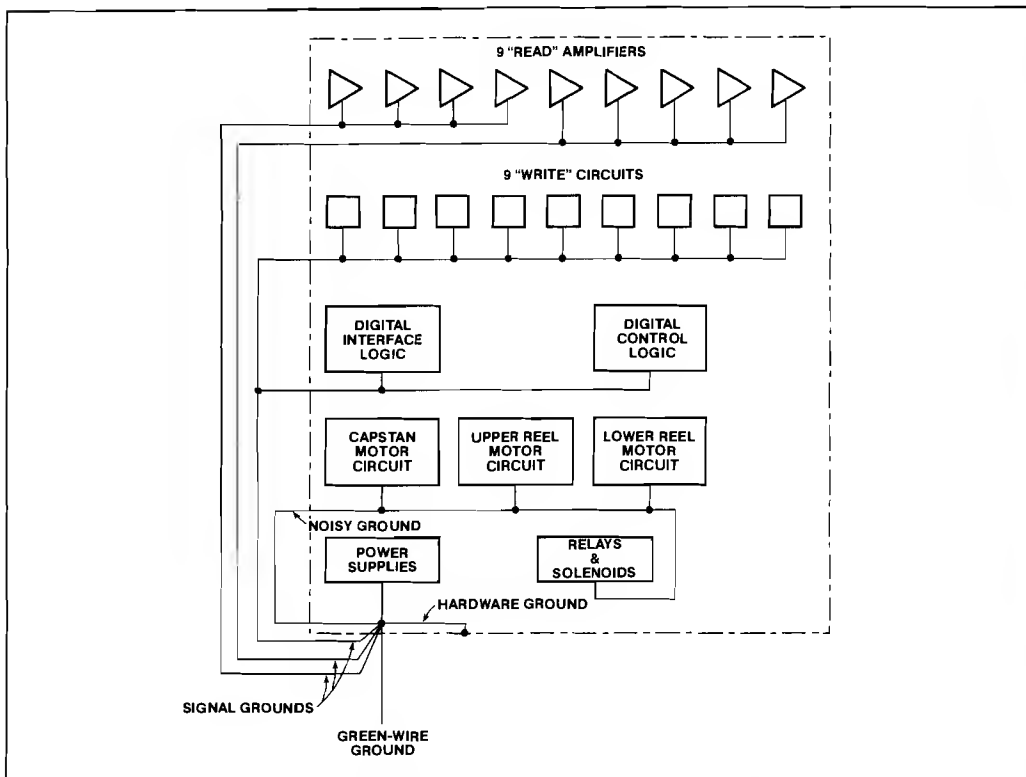 9 "READ" AMPLIFIERS
9 "WRITE" CIRCUITS
DIGITAL
INTERFACE
LOGIC
DIGITAL
CONTROL
LOGIC
CAPSTAN
MOTOR
CIRCUIT
UPPER REEL
MOTOR
CIRCUIT
LOWER REEL
MOTOR
CIRCUIT
NOISY GROUND
POWER
SUPPLIES
RELAYS
&
SOLENOIDS
HARDWARE GROUND
SIGNAL GROUNDS
GREEN-WIRE
GROUND